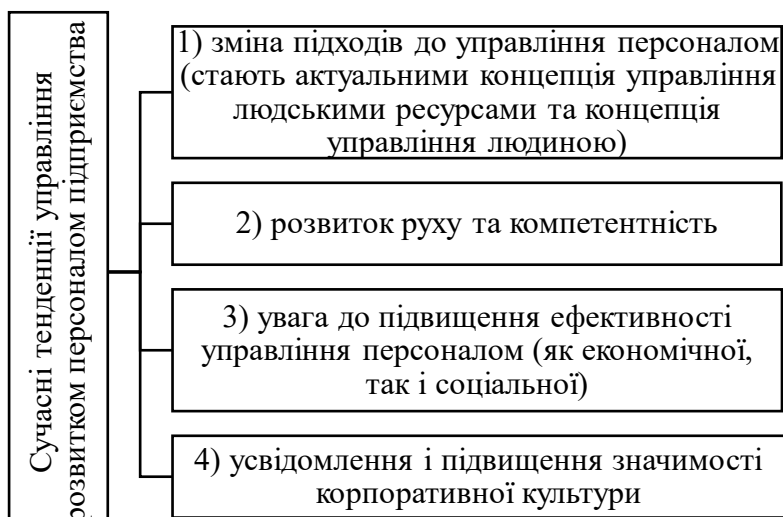 Сучасні тенденції управління
розвитком персоналом підприємства
1) зміна підходів до управління персоналом
(стають актуальними концепція управління
людськими ресурсами та концепція
управління людиною)
2) розвиток руху та компетентність
3) увага до підвищення ефективності
управління персоналом (як економічної,
так і соціальної)
4) усвідомлення і підвищення значимості
корпоративної культури